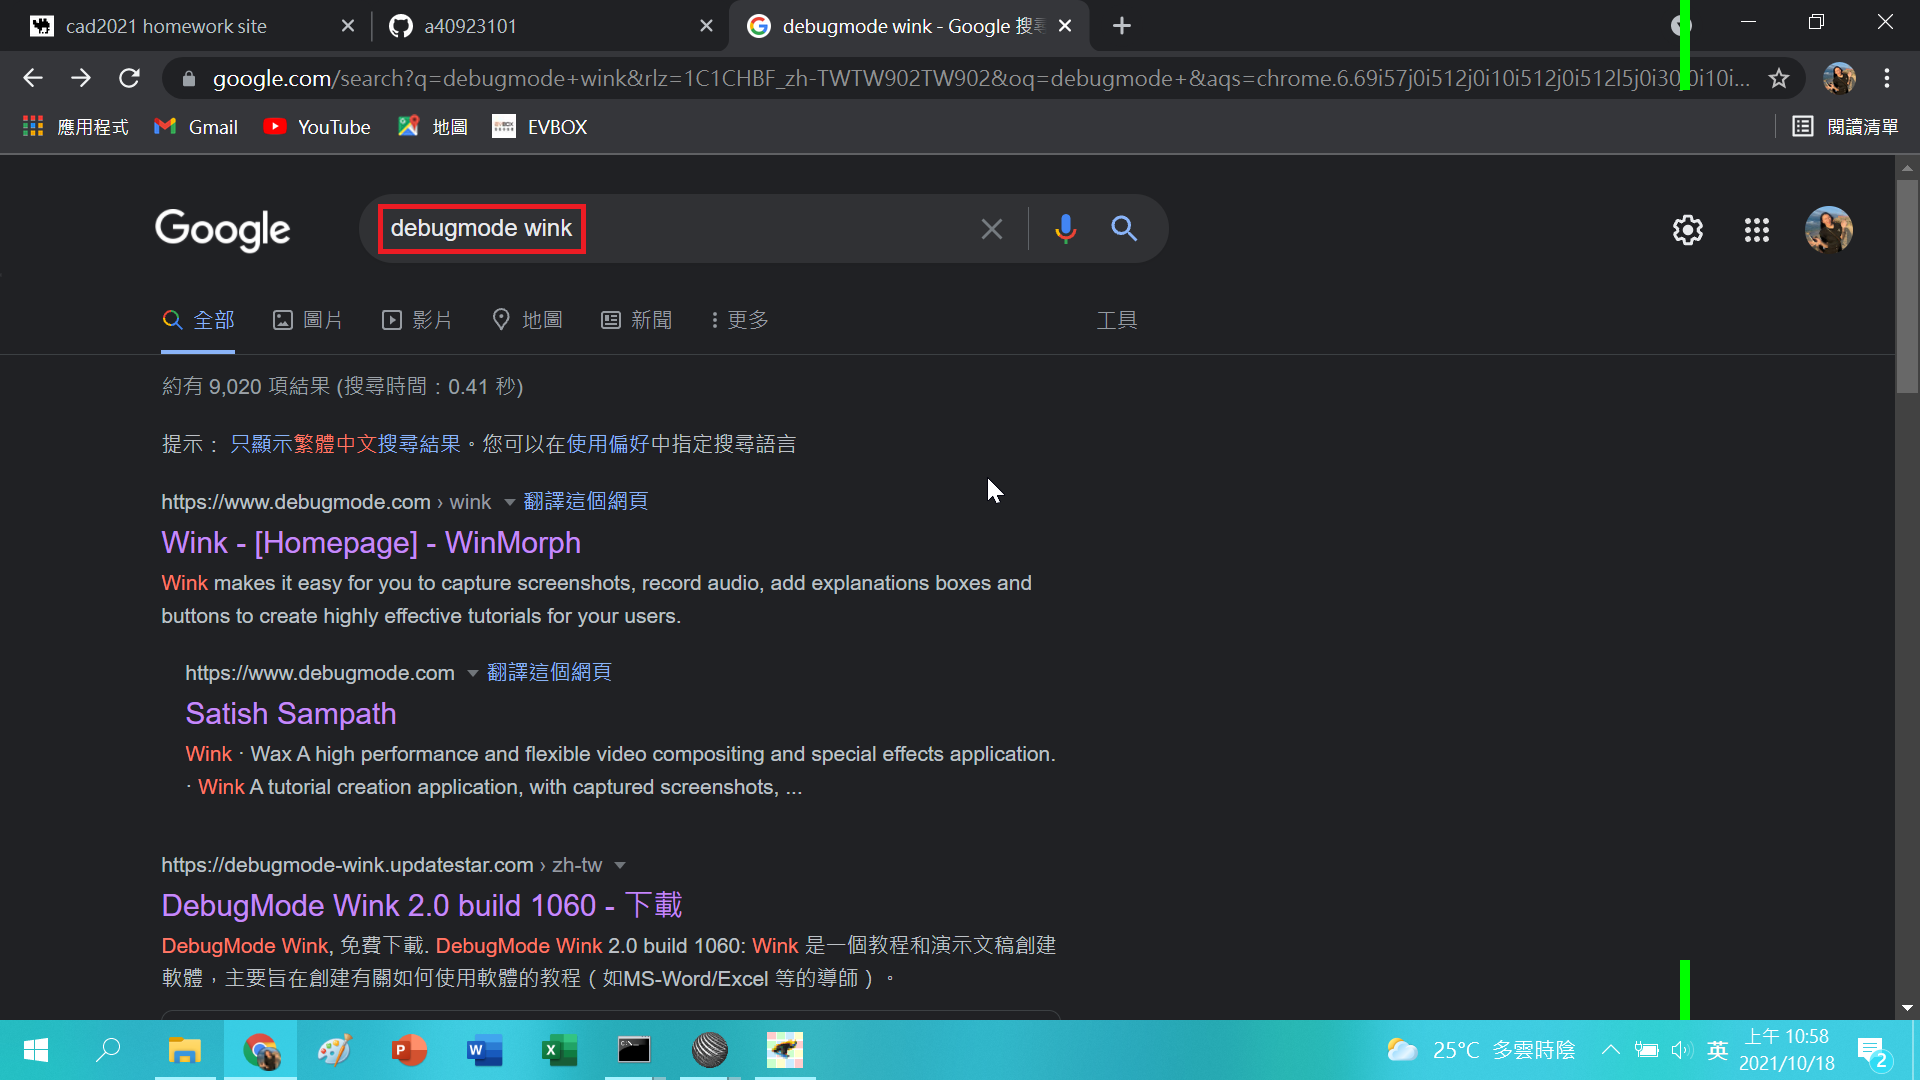 cad2021 homework site
a40923101
debugmode wink - Google 搜尋
google.com/search?q=debugmode+wink&rlz=1C1CHBF_zh-TWTW902TW902&oq=debugmode+&aqs=chrome.6.69i57j0i512j0i10i512j0i512l5j0i30j0i10i...
應用程式
Gmail
YouTube
地圖
EVBOX
閱讀清單
Google
debugmode wink
全部
圖片
影片
地圖
新聞
更多
工具
約有 9,020 項結果 (搜尋時間：0.41 秒)
提示： 只顯示繁體中文搜尋結果。您可以在使用偏好中指定搜尋語言
https://www.debugmode.com › wink 翻譯這個網頁
Wink - [Homepage] - WinMorph
Wink makes it easy for you to capture screenshots, record audio, add explanations boxes and
buttons to create highly effective tutorials for your users.
https://www.debugmode.com 翻譯這個網頁
Satish Sampath
Wink · Wax A high performance and flexible video compositing and special effects application.
· Wink A tutorial creation application, with captured screenshots, ...
https://debugmode-wink.updatestar.com › zh-tw
DebugMode Wink 2.0 build 1060 - 下載
DebugMode Wink, 免費下載. DebugMode Wink 2.0 build 1060: Wink 是一個教程和演示文稿創建
軟體，主要旨在創建有關如何使用軟體的教程（如MS-Word/Excel 等的導師）。
25°C 多雲時陰
英
上午 10:58
2021/10/18
2